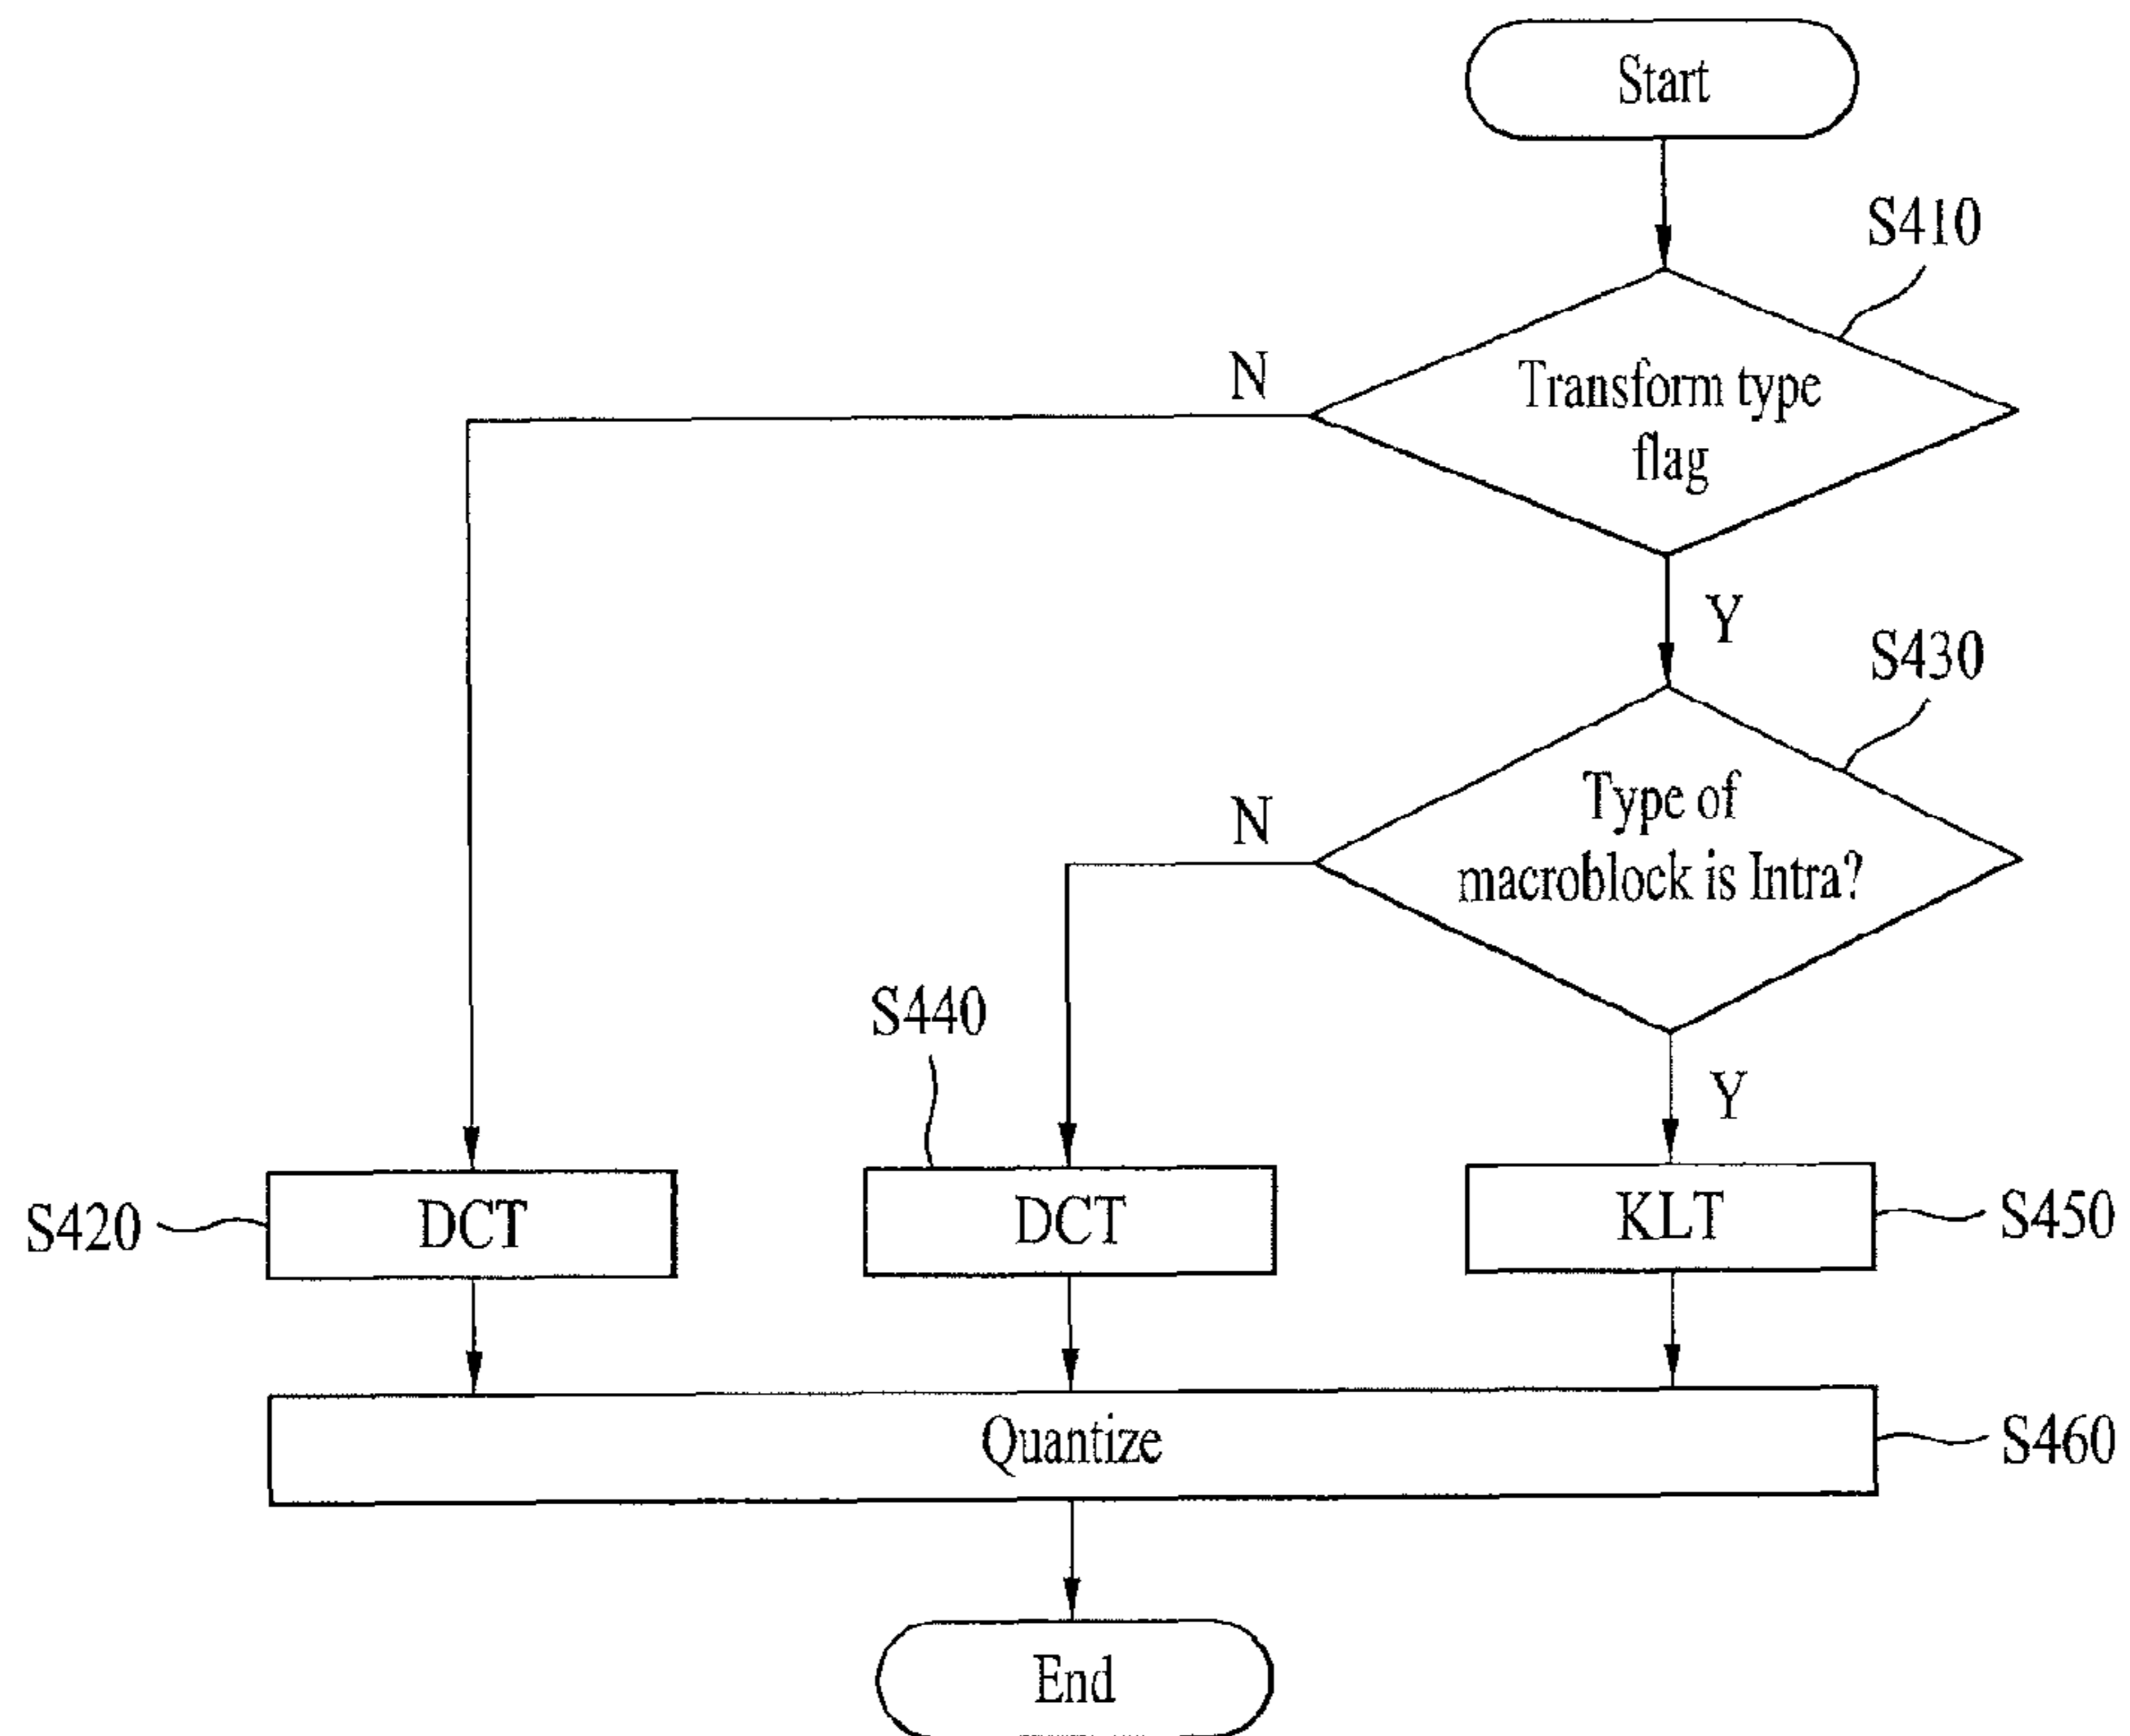 Start
S410
N
Transform type
flag
Y
S430
N
Type of
macroblock is Intra?
S440
Y
S420
DCT
DCT
KLT
S450
Quantize
S460
End